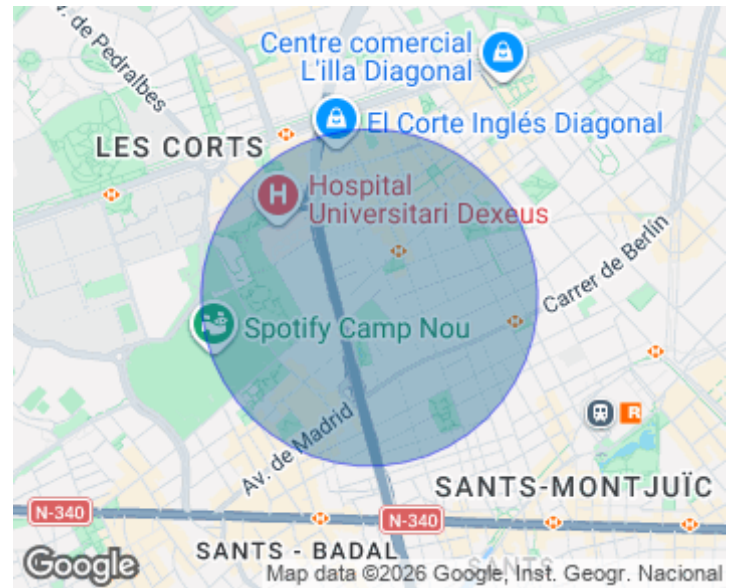 Av. de Pedralbes
Centre comercial
L'illa Diagonal
El Corte Inglés Diagonal
LES CORTS
H
Hospital
Universitari Dexeus
Carrer de Berlín
Spotify Camp Nou
Av. de Madrid
R
SANTS-MONTJUÏC
N-340
N-340
SANTS - BADAL
SANTS
Google
Map data ©2026 Google, Inst. Geogr. Nacional